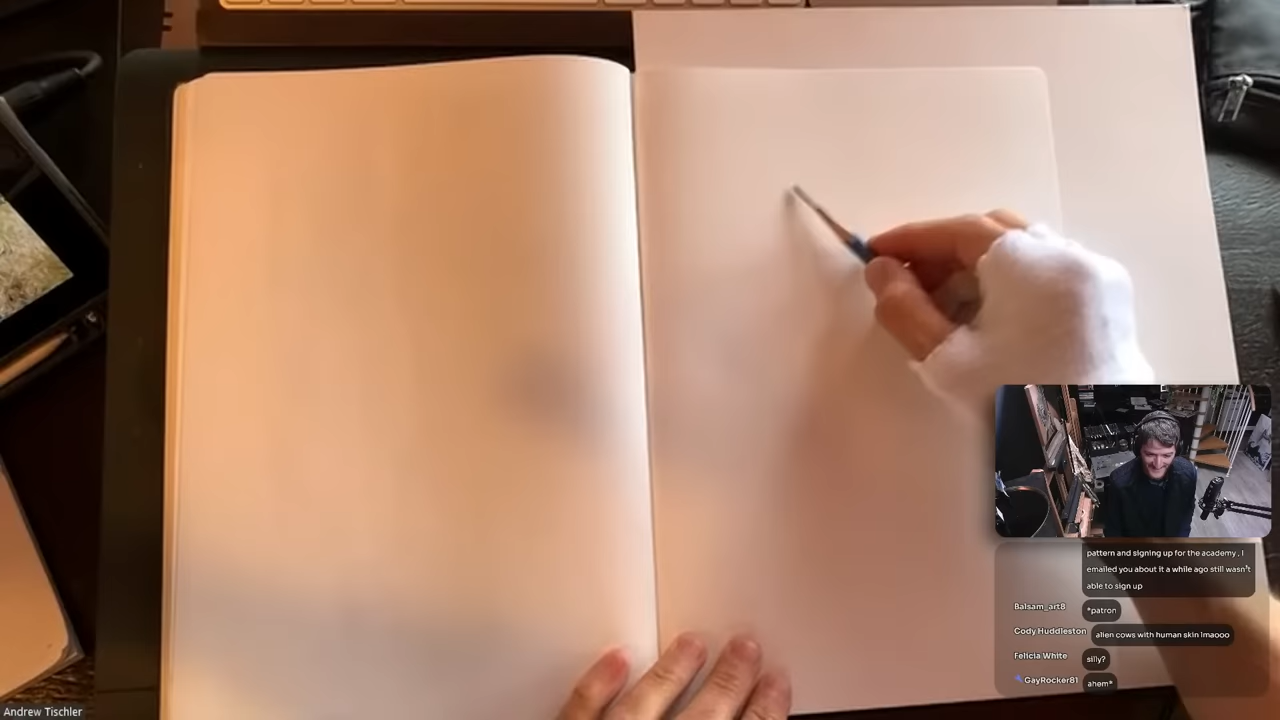 pattern and signing up for the academy , I
emailed you about it a while ago still wasn't
able to sign up
Balsam_art8 *patron
Cody Huddleston alien cows with human skin lmaooo
Felicia White silly?
GayRocker81 ahem*
Andrew Tischler